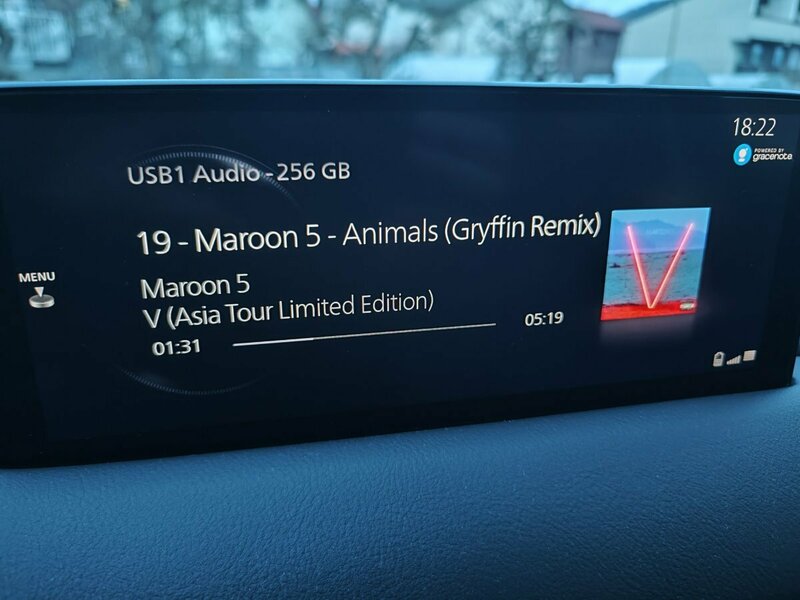 18:22
POWERED BY
gracenote.
USB1 Audio - 256 GB
19 - Maroon 5 - Animals (Gryffin Remix)
MENU
Maroon 5
V (Asia Tour Limited Edition)
01:31
05:19